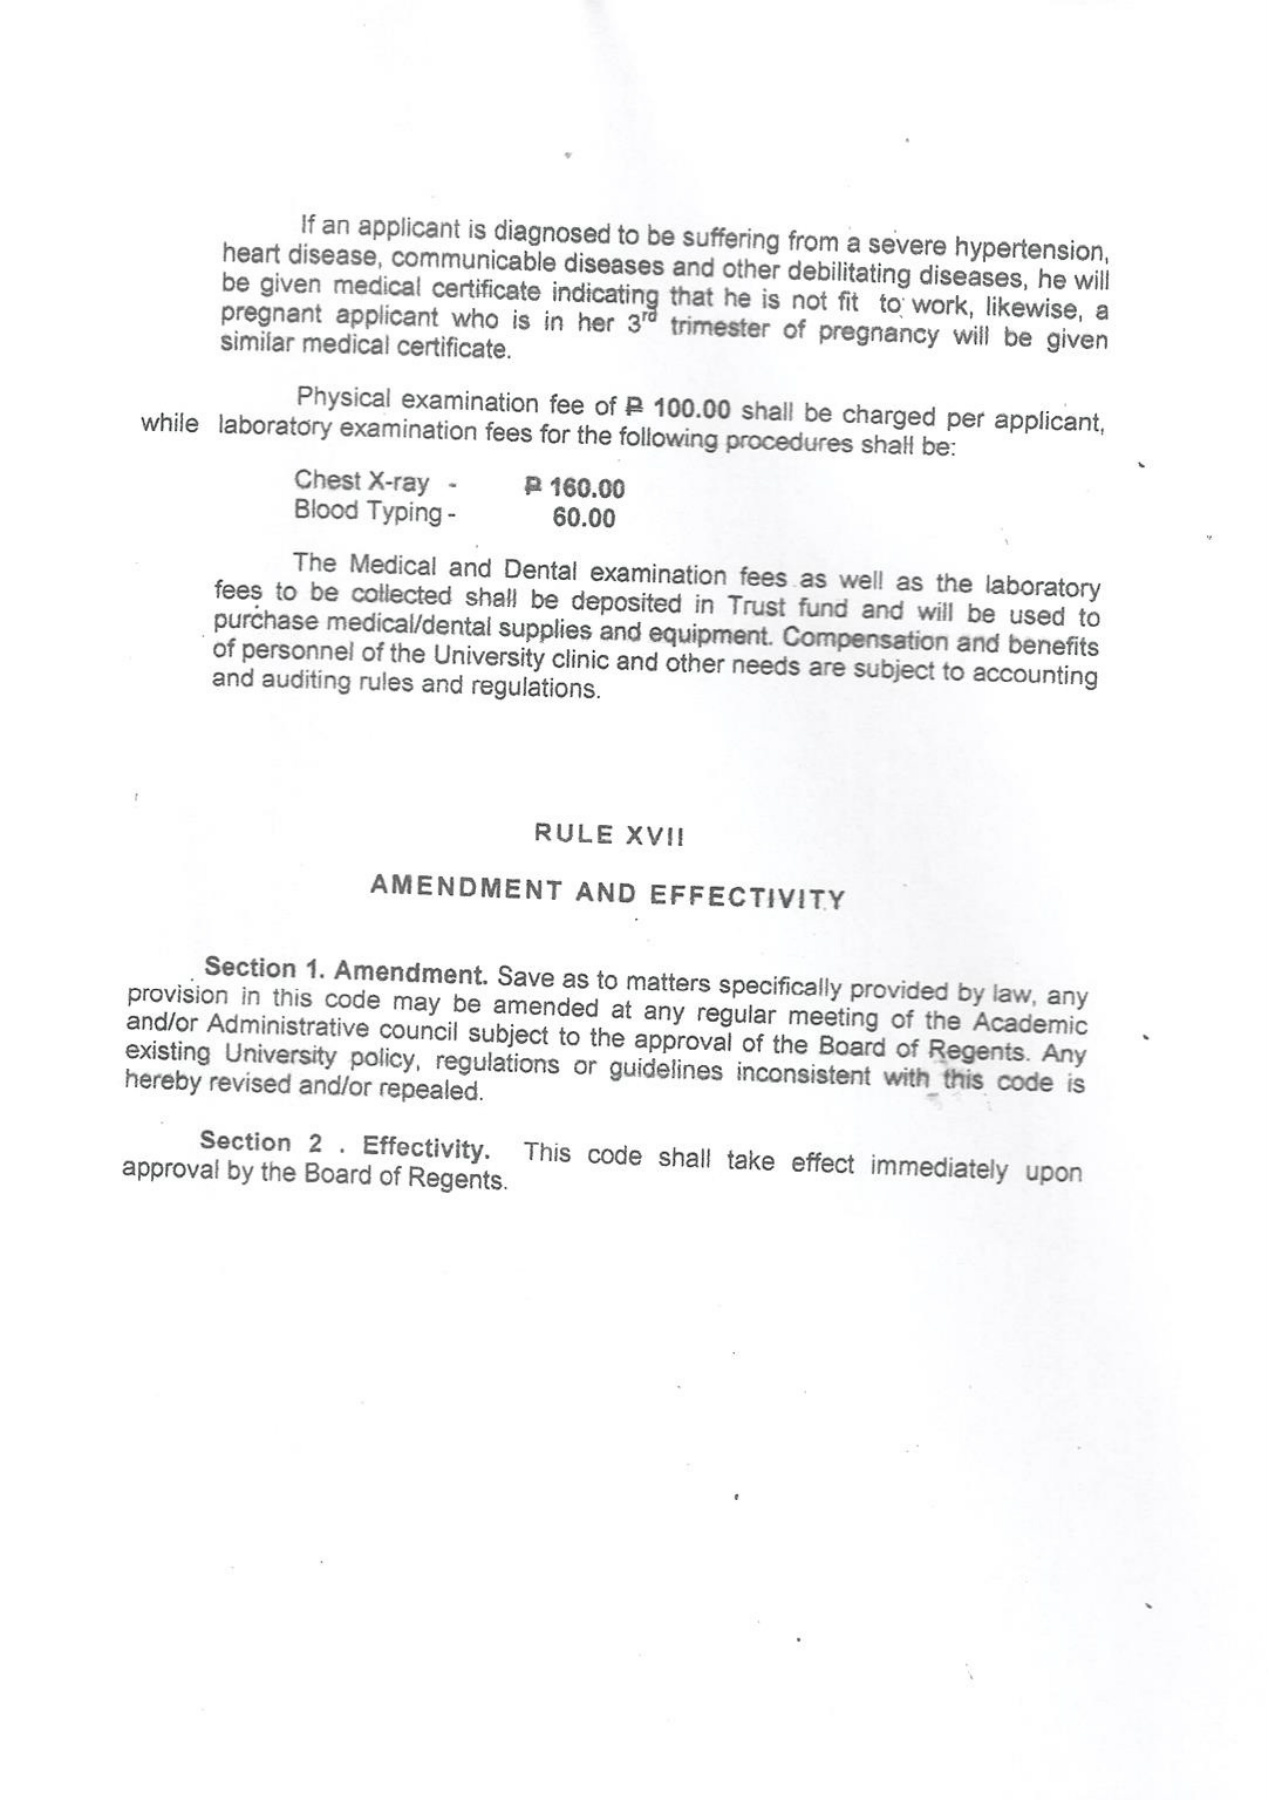 If an applicant is diagnosed to be suffering from a severe hypertension,
heart disease, communicable diseases and other debilitating diseases, he will
be given medical certificate indicating that he is not fit to work, likewise, a
pregnant applicant who is in her 3rd trimester of pregnancy will be given
similar medical certificate.
Physical examination fee of ₱ 100.00 shall be charged per applicant,
while laboratory examination fees for the following procedures shall be:
Chest X-ray - ₱ 160.00
Blood Typing - 60.00
The Medical and Dental examination fees as well as the laboratory
fees to be collected shall be deposited in Trust fund and will be used to
purchase medical/dental supplies and equipment. Compensation and benefits
of personnel of the University clinic and other needs are subject to accounting
and auditing rules and regulations.
RULE XVII
AMENDMENT AND EFFECTIVITY
Section 1. Amendment. Save as to matters specifically provided by law, any
provision in this code may be amended at any regular meeting of the Academic
and/or Administrative council subject to the approval of the Board of Regents. Any
existing University policy, regulations or guidelines inconsistent with this code is
hereby revised and/or repealed.
Section 2 . Effectivity. This code shall take effect immediately upon
approval by the Board of Regents.